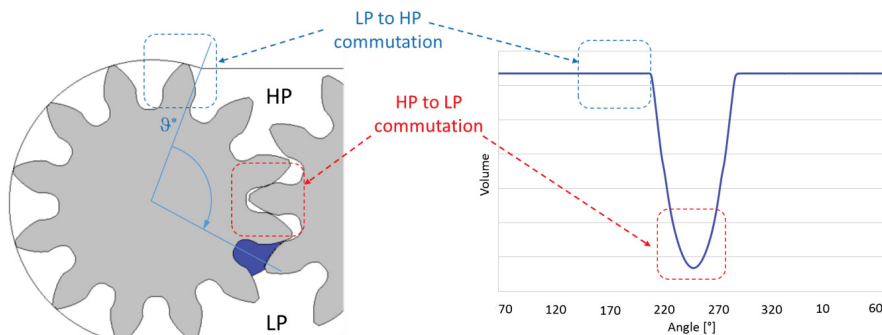 LP to HP
commutation
HP
HP to LP
commutation
ϑ*
LP
Volume
70 120 170 220 270 320 10 60
Angle [°]